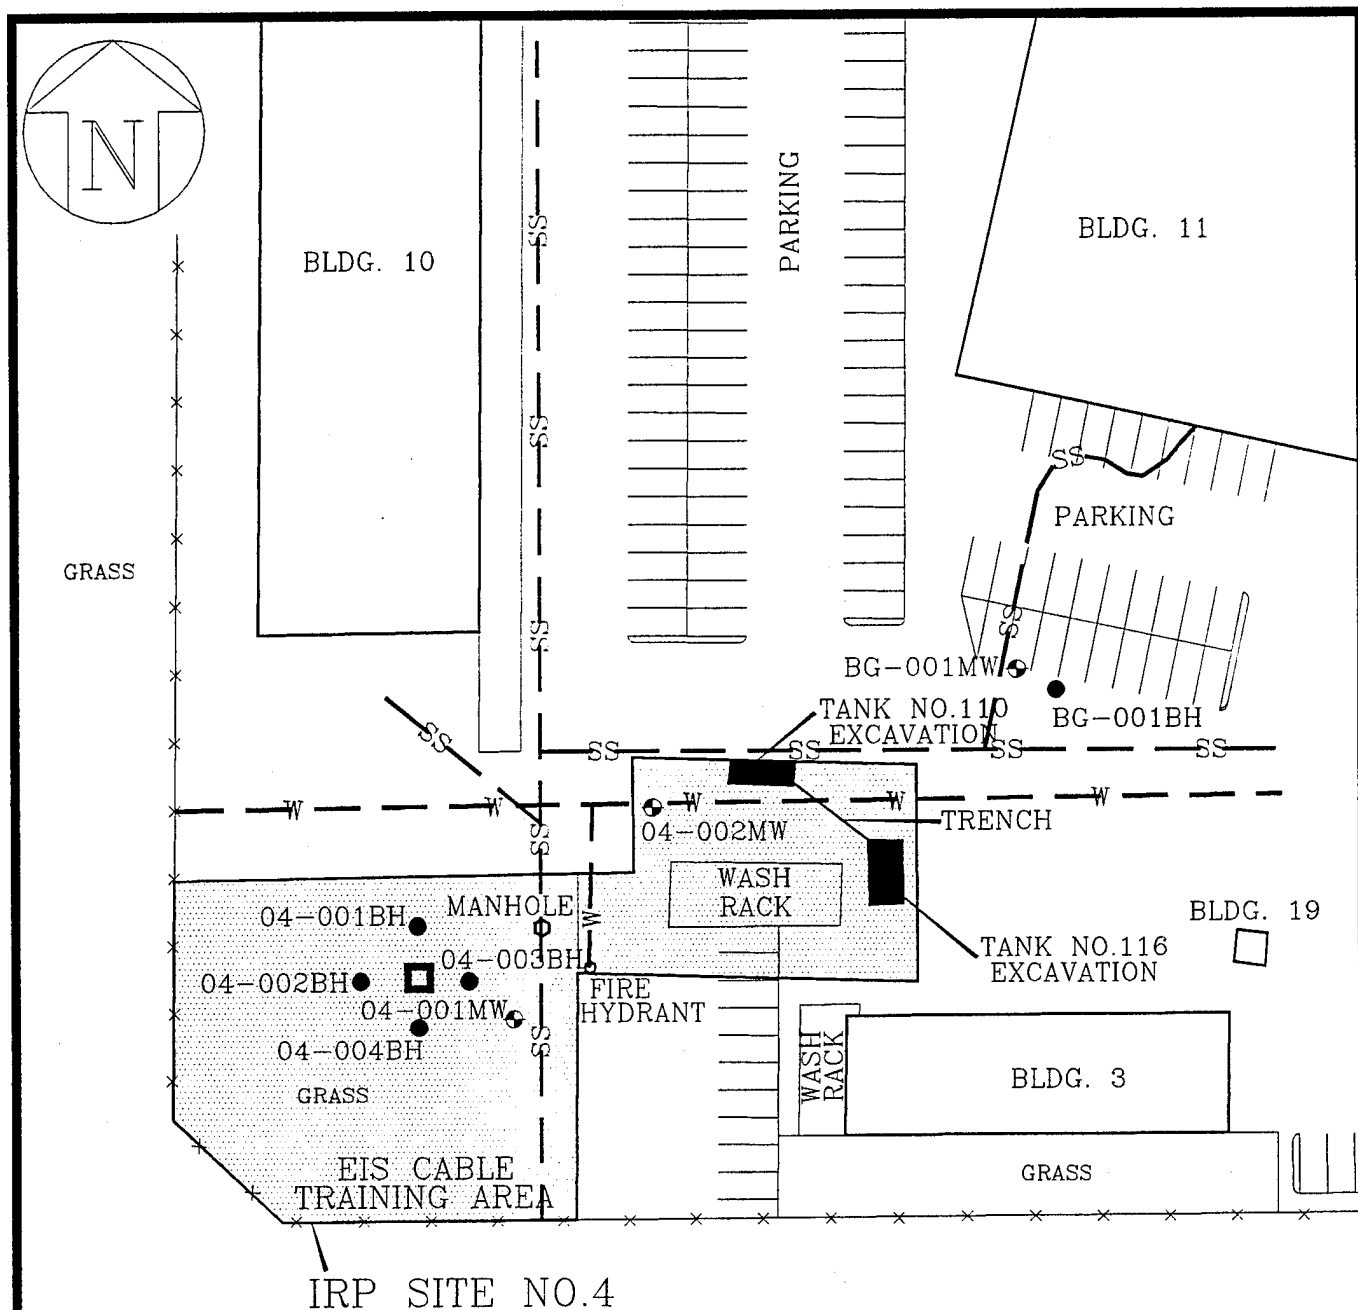 N
BLDG. 10
PARKING
BLDG. 11
SS
SS
SS
SS
PARKING
GRASS
SS
SS
BG-001MW
BG-001BH
TANK NO.110
EXCAVATION
SS
SS
SS
SS
SS
W
W
W
W
W
04-002MW
TRENCH
SS
WASH
RACK
04-001BH
MANHOLE
W
BLDG. 19
04-003BH
04-002BH
TANK NO.116
EXCAVATION
04-001MW
FIRE
HYDRANT
04-004BH
SS
WASH
RACK
BLDG. 3
GRASS
EIS CABLE
TRAINING AREA
GRASS
IRP SITE NO.4